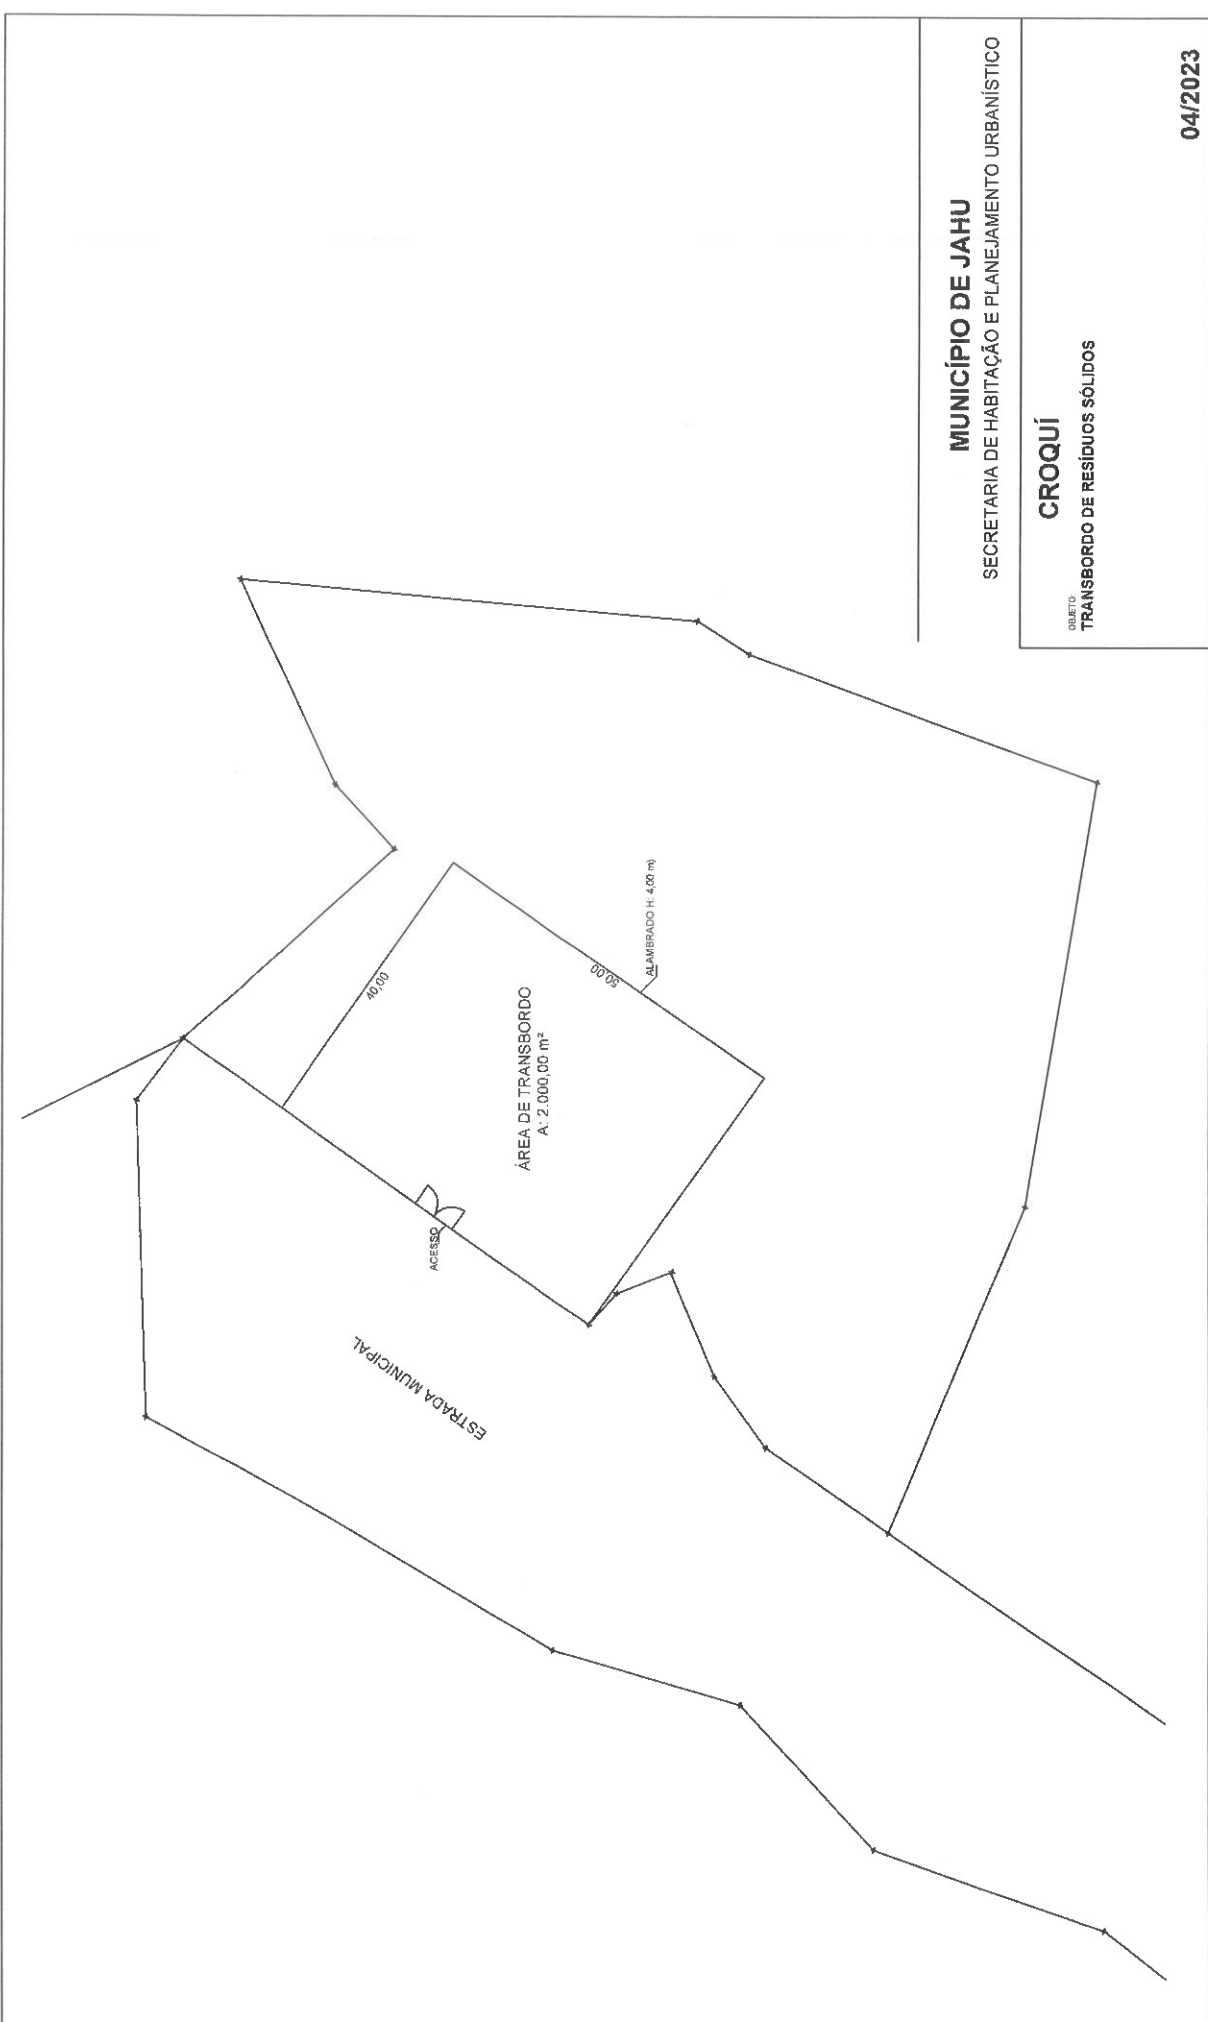 40,00
50,00
ALAMBRADO H: 4,00 m)
ÁREA DE TRANSBORDO
A: 2.000,00 m²
ACESSO
ESTRADA MUNICIPAL
MUNICÍPIO DE JAHU
SECRETARIA DE HABITAÇÃO E PLANEJAMENTO URBANÍSTICO
CROQUÍ
OBJETO:
TRANSBORDO DE RESÍDUOS SÓLIDOS
04/2023